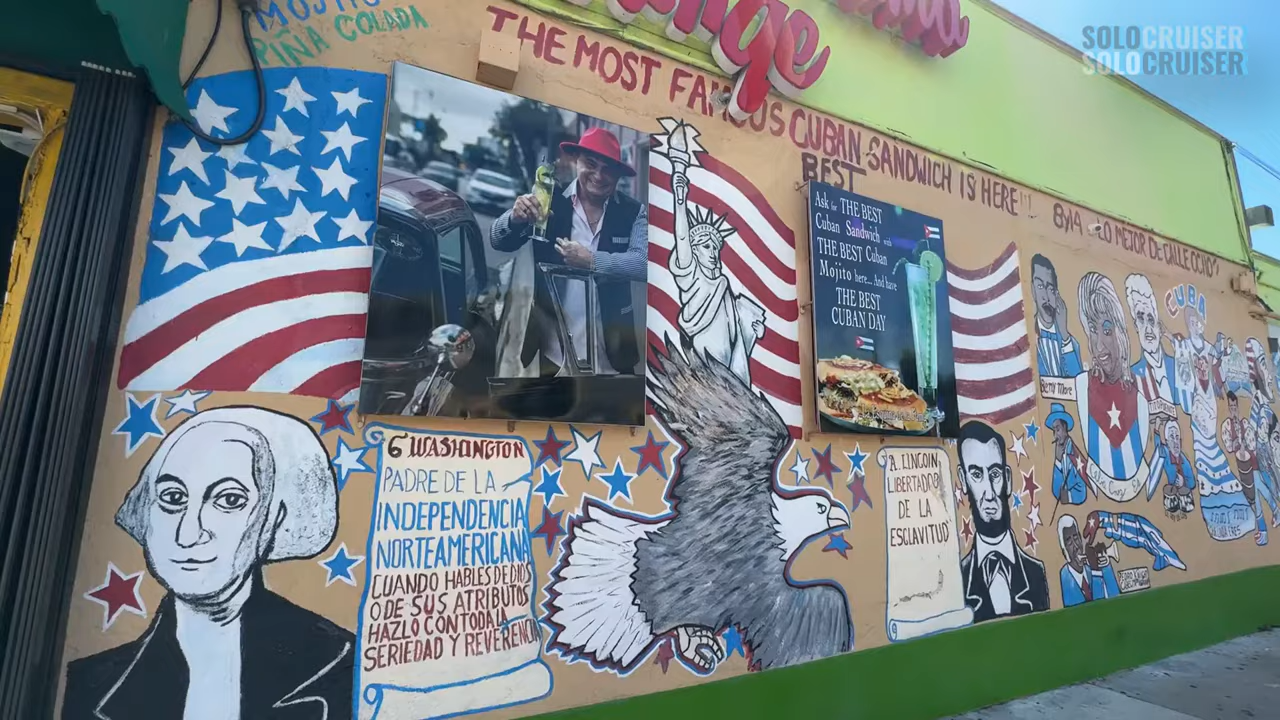 MOJITO
PIÑA COLADA
SOLOCRUISER
SOLOCRUISER
THE MOST FAMOUS CUBAN SANDWICH IS HERE
BEST
Ask for THE BEST
Cuban Sandwich with
THE BEST Cuban
Mojito here... And have
THE BEST
CUBAN DAY
LO MEJOR DE CALLE OCHO
CUBA
G WASHINGTON
PADRE DE LA
INDEPENDENCIA
NORTEAMERICANA
CUANDO HABLES DE DIOS
O DE SUS ATRIBUTOS
HAZLO CON TODA LA
SERIEDAD Y REVERENCIA
"A. LINCOLN
LIBERTADOR
DE LA
ESCLAVITUD"
Beny More